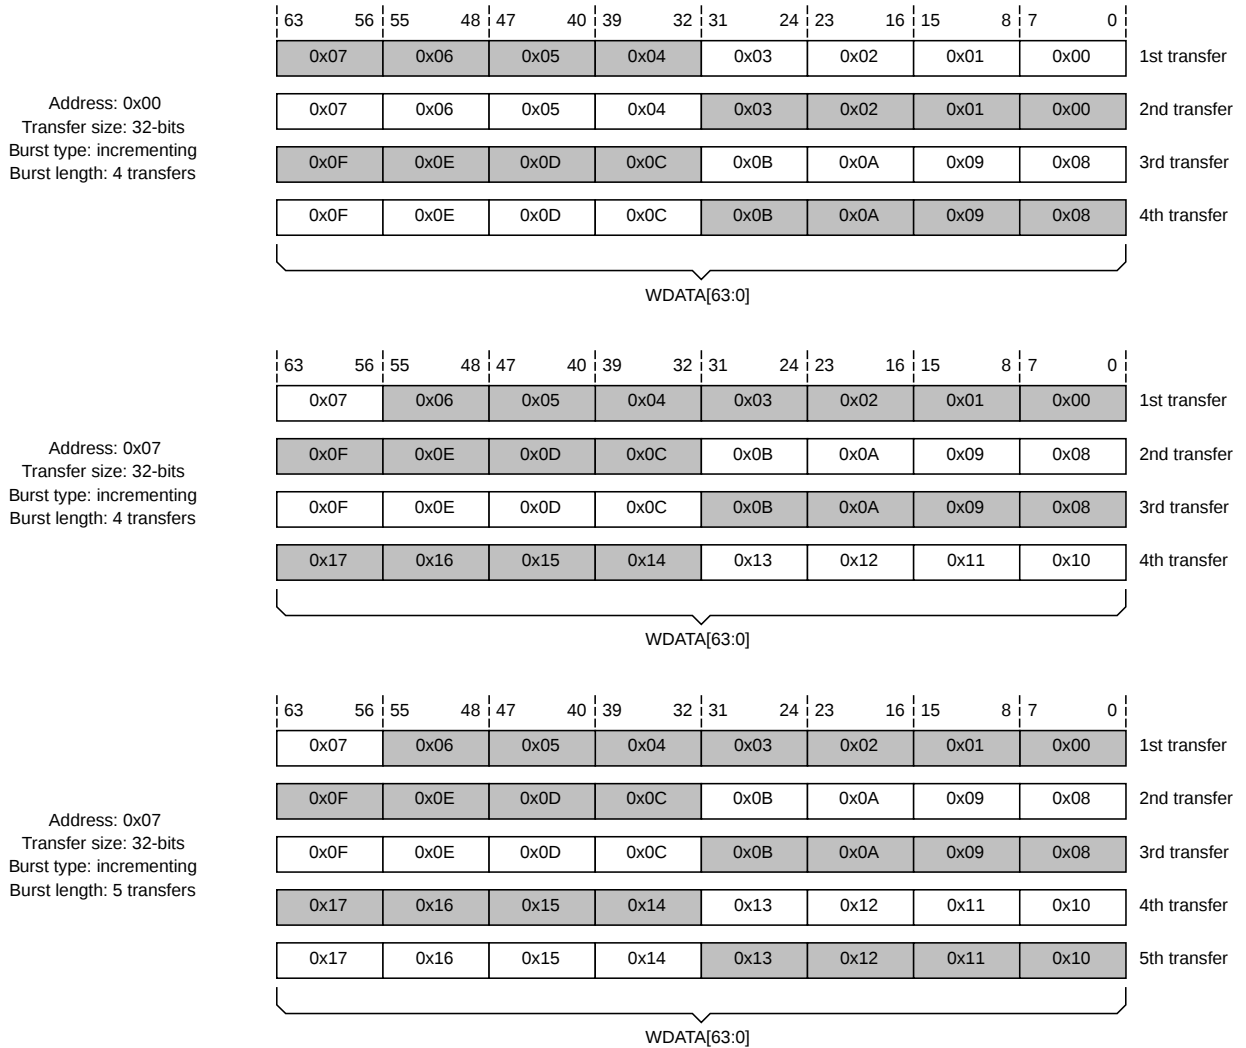 63 56 55 48 47 40 39 32 31 24 23 16 15 8 7 0
0x07 0x06 0x05 0x04 0x03 0x02 0x01 0x00 1st transfer
Address: 0x00
Transfer size: 32-bits
Burst type: incrementing
Burst length: 4 transfers
0x07 0x06 0x05 0x04 0x03 0x02 0x01 0x00 2nd transfer
0x0F 0x0E 0x0D 0x0C 0x0B 0x0A 0x09 0x08 3rd transfer
0x0F 0x0E 0x0D 0x0C 0x0B 0x0A 0x09 0x08 4th transfer
WDATA[63:0]
63 56 55 48 47 40 39 32 31 24 23 16 15 8 7 0
0x07 0x06 0x05 0x04 0x03 0x02 0x01 0x00 1st transfer
Address: 0x07
Transfer size: 32-bits
Burst type: incrementing
Burst length: 4 transfers
0x0F 0x0E 0x0D 0x0C 0x0B 0x0A 0x09 0x08 2nd transfer
0x0F 0x0E 0x0D 0x0C 0x0B 0x0A 0x09 0x08 3rd transfer
0x17 0x16 0x15 0x14 0x13 0x12 0x11 0x10 4th transfer
WDATA[63:0]
63 56 55 48 47 40 39 32 31 24 23 16 15 8 7 0
0x07 0x06 0x05 0x04 0x03 0x02 0x01 0x00 1st transfer
0x0F 0x0E 0x0D 0x0C 0x0B 0x0A 0x09 0x08 2nd transfer
Address: 0x07
Transfer size: 32-bits
Burst type: incrementing
Burst length: 5 transfers
0x0F 0x0E 0x0D 0x0C 0x0B 0x0A 0x09 0x08 3rd transfer
0x17 0x16 0x15 0x14 0x13 0x12 0x11 0x10 4th transfer
0x17 0x16 0x15 0x14 0x13 0x12 0x11 0x10 5th transfer
WDATA[63:0]